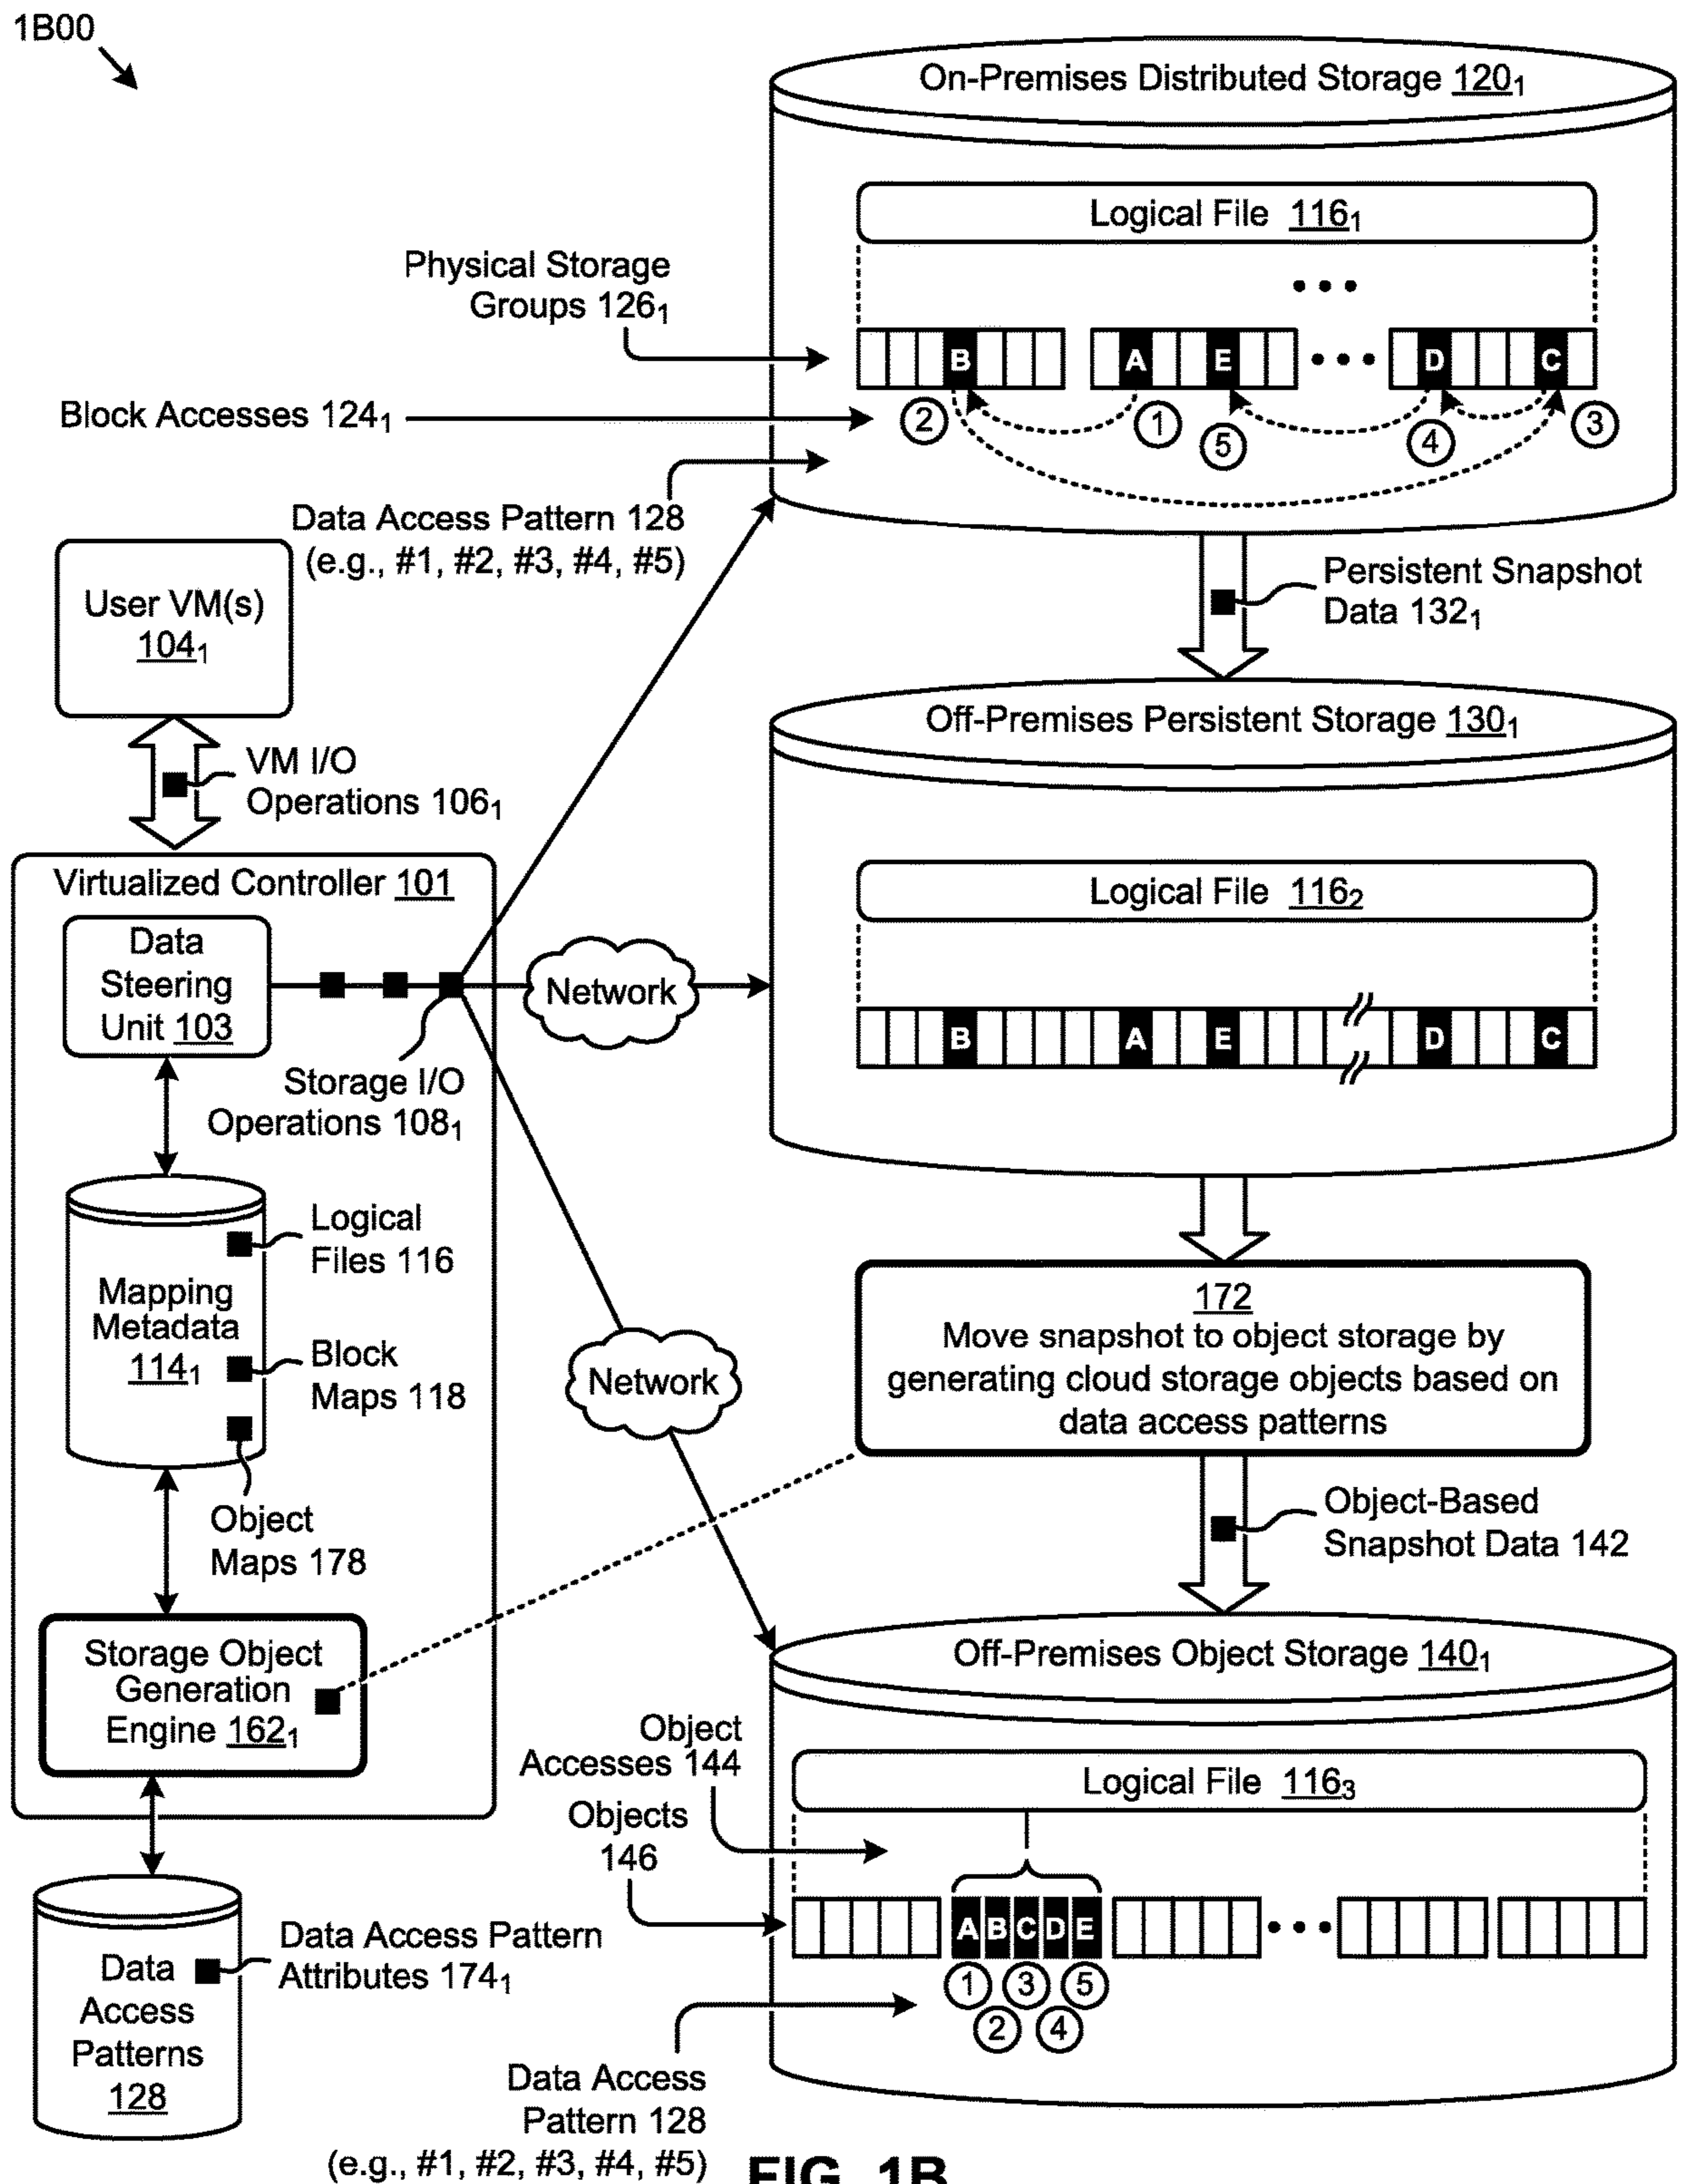 1B00
On-Premises Distributed Storage 120₁
Logical File 116₁
Physical Storage
Groups 126₁
B
A
E
D
C
Block Accesses 124₁
2
1
5
4
3
Data Access Pattern 128
(e.g., #1, #2, #3, #4, #5)
User VM(s)
104₁
Persistent Snapshot
Data 132₁
VM I/O
Operations 106₁
Off-Premises Persistent Storage 130₁
Virtualized Controller 101
Data
Steering
Unit 103
Network
Storage I/O
Operations 108₁
Logical File 116₂
B
A
E
D
C
Mapping
Metadata
114₁
Logical
Files 116
Block
Maps 118
Object
Maps 178
Network
172
Move snapshot to object storage by
generating cloud storage objects based on
data access patterns
Object-Based
Snapshot Data 142
Storage Object
Generation
Engine 162₁
Off-Premises Object Storage 140₁
Object
Accesses 144
Logical File 116₃
Objects
146
A B C D E
1
3
5
2
4
Data
Access
Patterns
128
Data Access Pattern
Attributes 174₁
Data Access
Pattern 128
(e.g., #1, #2, #3, #4, #5)
FIG. 1B